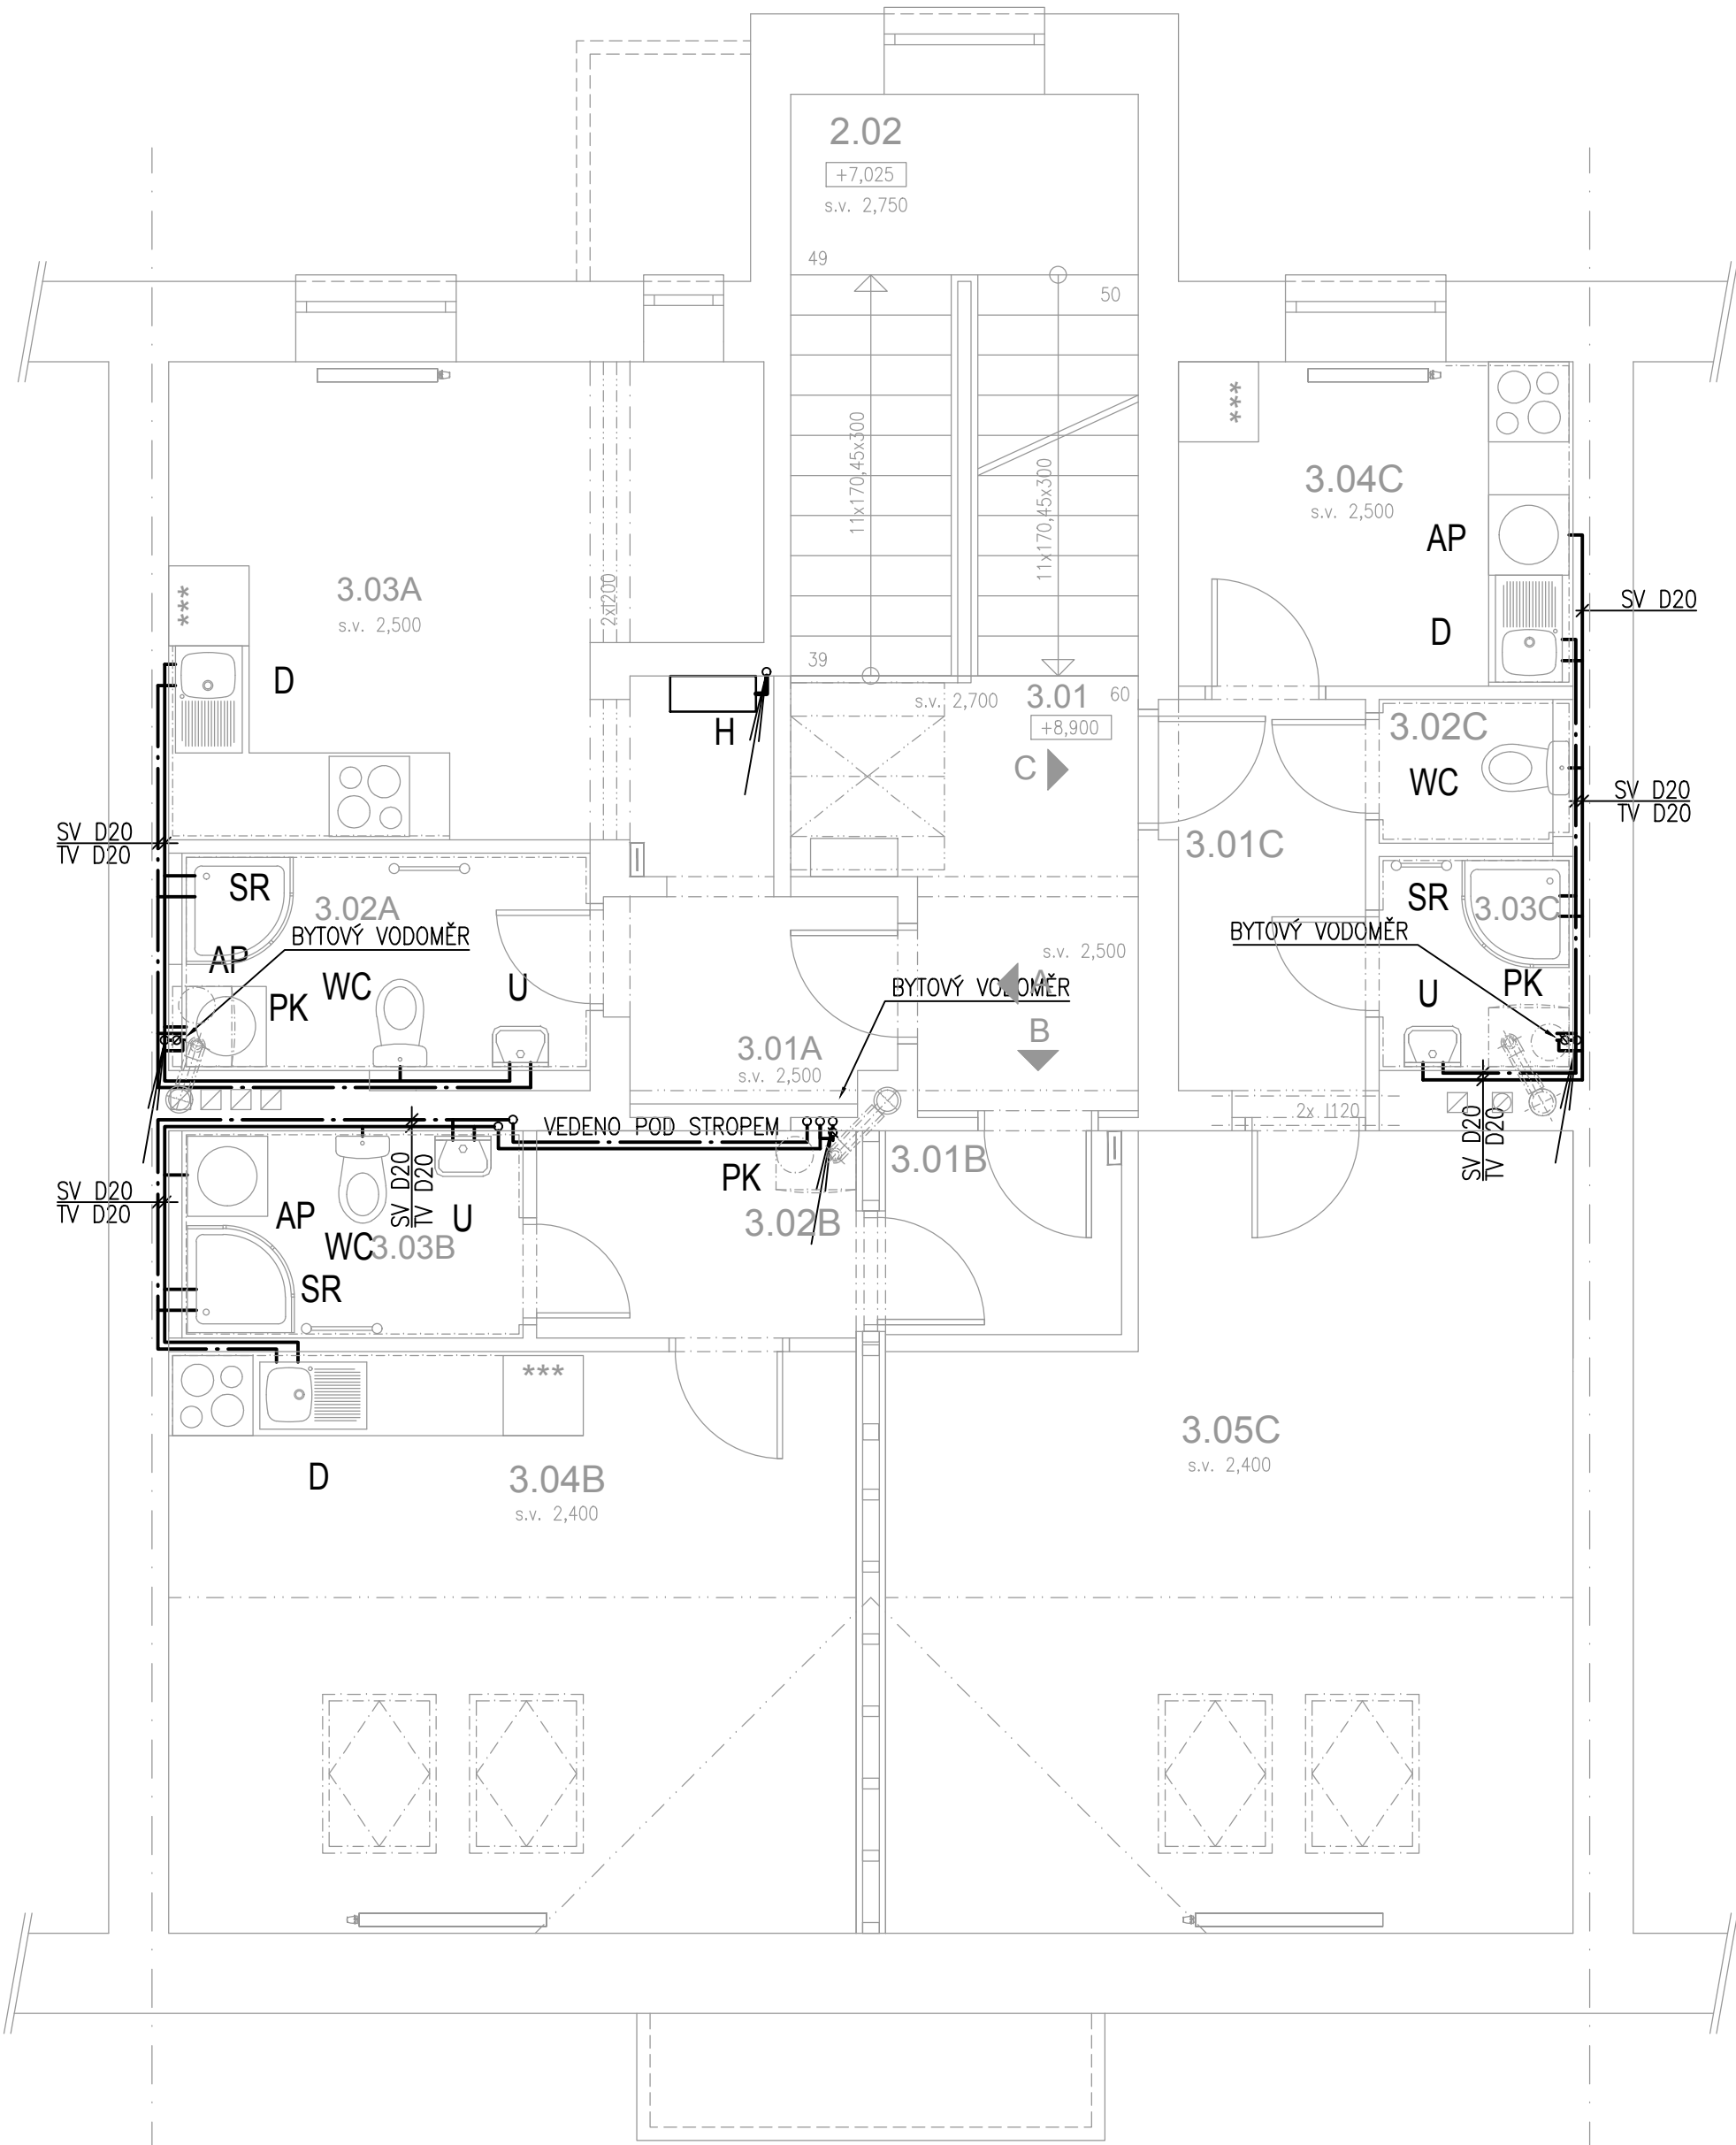 2.02
+7,025
s.v. 2,750
49
50
11x170,45x300
11x170,45x300
***
3.04C
s.v. 2,500
AP
D
SV D20
***
3.03A
s.v. 2,500
2xI200
D
39
s.v. 2,700
3.01
60
+8,900
H
C
3.02C
WC
SV D20
TV D20
SV D20
TV D20
3.01C
SR
3.02A
BYTOVÝ VODOMĚR
AP
WC
U
PK
s.v. 2,500
A
BYTOVÝ VODOMĚR
B
SR
3.03C
BYTOVÝ VODOMĚR
U
PK
3.01A
s.v. 2,500
2x I120
VEDENO POD STROPEM
SV D20
TV D20
SV D20
TV D20
SV D20
TV D20
PK
3.01B
AP
WC
3.03B
U
3.02B
SR
***
D
3.04B
s.v. 2,400
3.05C
s.v. 2,400